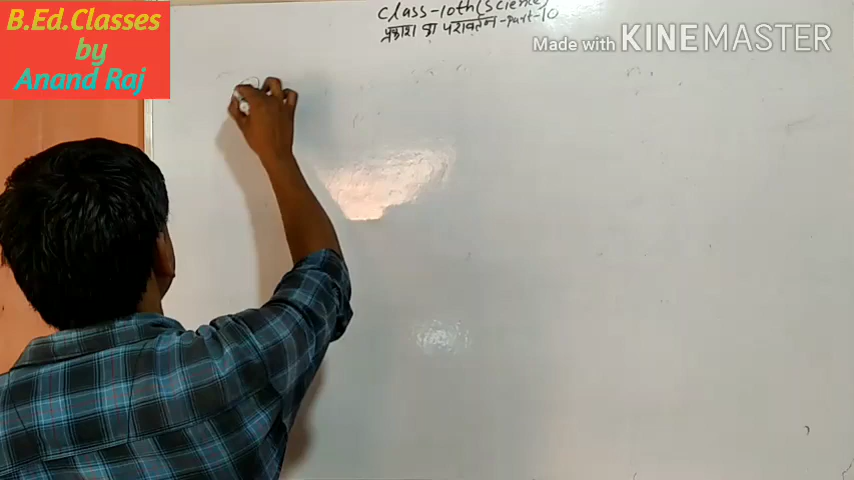 B.Ed.Classes
by
Anand Raj
Class-10th(Science)
प्रकाश का परावर्तन-Part-10
Made with KINEMASTER